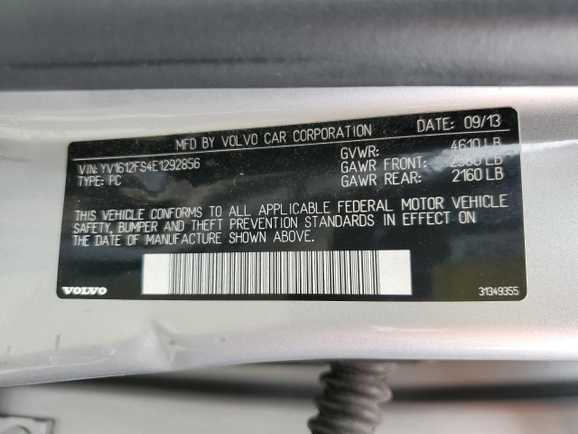 MFD BY VOLVO CAR CORPORATION DATE: 09/13
VIN: YV1612FS4E1292856 GVWR: 4610 LB
TYPE: PC GAWR FRONT: LB
GAWR REAR: 2160 LB
THIS VEHICLE CONFORMS TO ALL APPLICABLE FEDERAL MOTOR VEHICLE
SAFETY, BUMPER AND THEFT PREVENTION STANDARDS IN EFFECT ON
THE DATE OF MANUFACTURE SHOWN ABOVE.
VOLVO 31349355